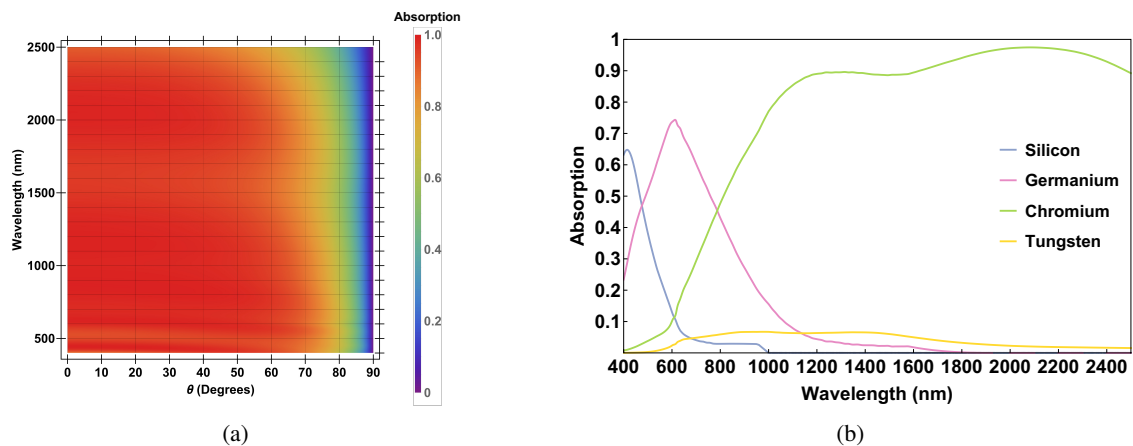 Absorption
2500
2000
1500
1000
500
Wavelength (nm)
0 10 20 30 40 50 60 70 80 90
θ (Degrees)
1.0
0.8
0.6
0.4
0.2
0
(a)
1
0.9
0.8
0.7
0.6
0.5
0.4
0.3
0.2
0.1
Absorption
Silicon
Germanium
Chromium
Tungsten
400 600 800 1000 1200 1400 1600 1800 2000 2200 2400
Wavelength (nm)
(b)